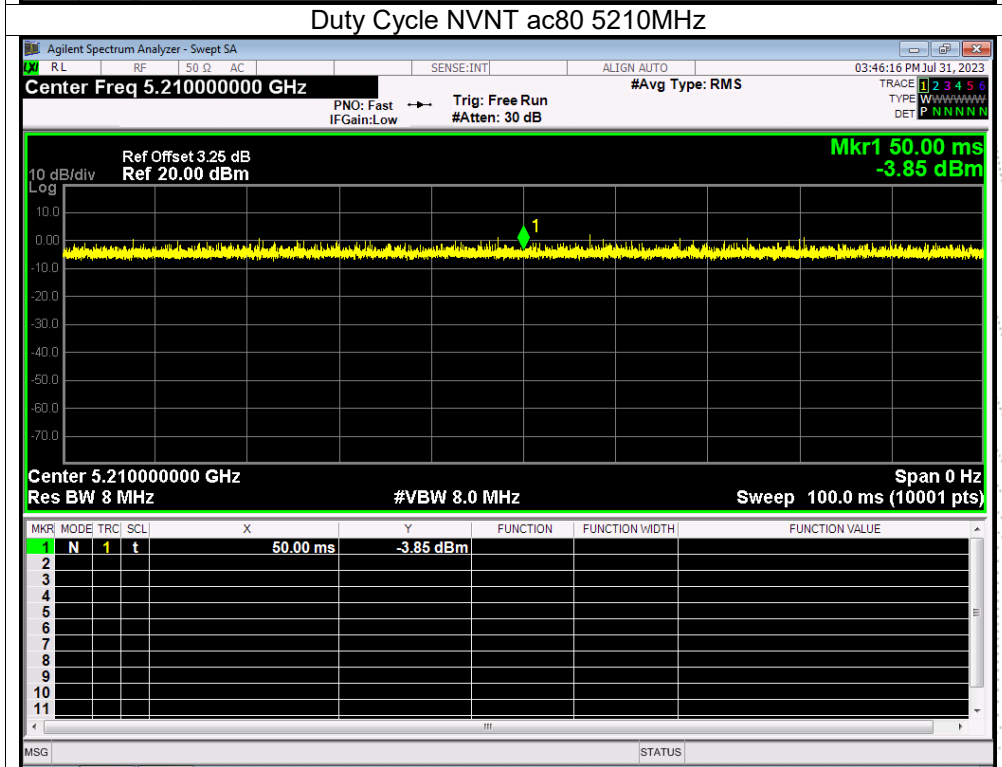 Duty Cycle NVNT ac80 5210MHz
Agilent Spectrum Analyzer - Swept SA
LXI RL RF 50 Ω AC SENSE:INT ALIGN AUTO 03:46:16 PM Jul 31, 2023
Center Freq 5.210000000 GHz #Avg Type: RMS TRACE 1 2 3 4 5 6
PNO: Fast Trig: Free Run TYPE WWWWWW
IFGain:Low #Atten: 30 dB DET P N N N N N
Mkr1 50.00 ms
-3.85 dBm
Ref Offset 3.25 dB
10 dB/div Ref 20.00 dBm
Log
10.0
1
0.00
-10.0
-20.0
-30.0
-40.0
-50.0
-60.0
-70.0
Center 5.210000000 GHz Span 0 Hz
Res BW 8 MHz #VBW 8.0 MHz Sweep 100.0 ms (10001 pts)
MKR MODE TRC SCL X Y FUNCTION FUNCTION WIDTH FUNCTION VALUE
1 N 1 t 50.00 ms -3.85 dBm
2
3
4
5
6
7
8
9
10
11
MSG STATUS